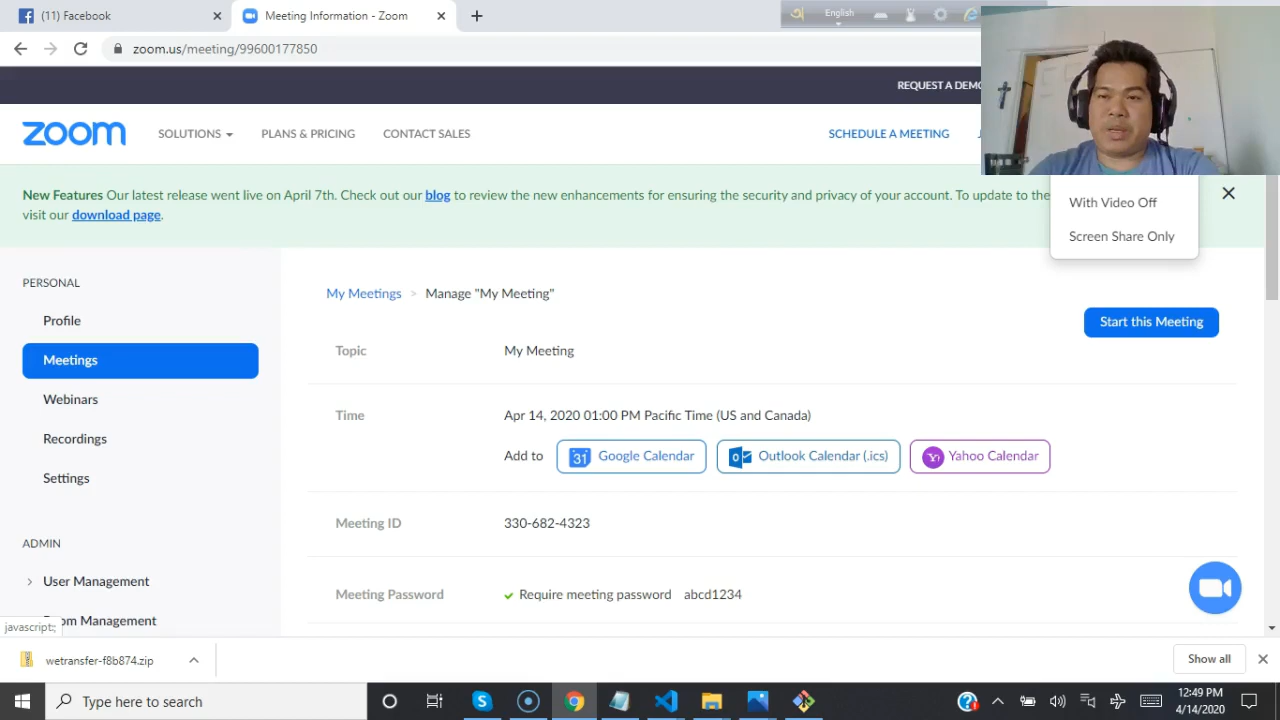 (11) Facebook
Meeting Information - Zoom
English
zoom.us/meeting/99600177850
REQUEST A DEMO
zoom
SOLUTIONS
PLANS & PRICING
CONTACT SALES
SCHEDULE A MEETING
New Features Our latest release went live on April 7th. Check out our blog to review the new enhancements for ensuring the security and privacy of your account. To update to the
visit our download page.
With Video Off
Screen Share Only
PERSONAL
Profile
Meetings
Webinars
Recordings
Settings
ADMIN
User Management
Room Management
javascript:;
My Meetings > Manage "My Meeting"
Start this Meeting
Topic
My Meeting
Time
Apr 14, 2020 01:00 PM Pacific Time (US and Canada)
Add to
31 Google Calendar
Outlook Calendar (.ics)
Yahoo Calendar
Meeting ID
330-682-4323
Meeting Password
Require meeting password abcd1234
wetransfer-f8b874.zip
Show all
Type here to search
12:49 PM
4/14/2020